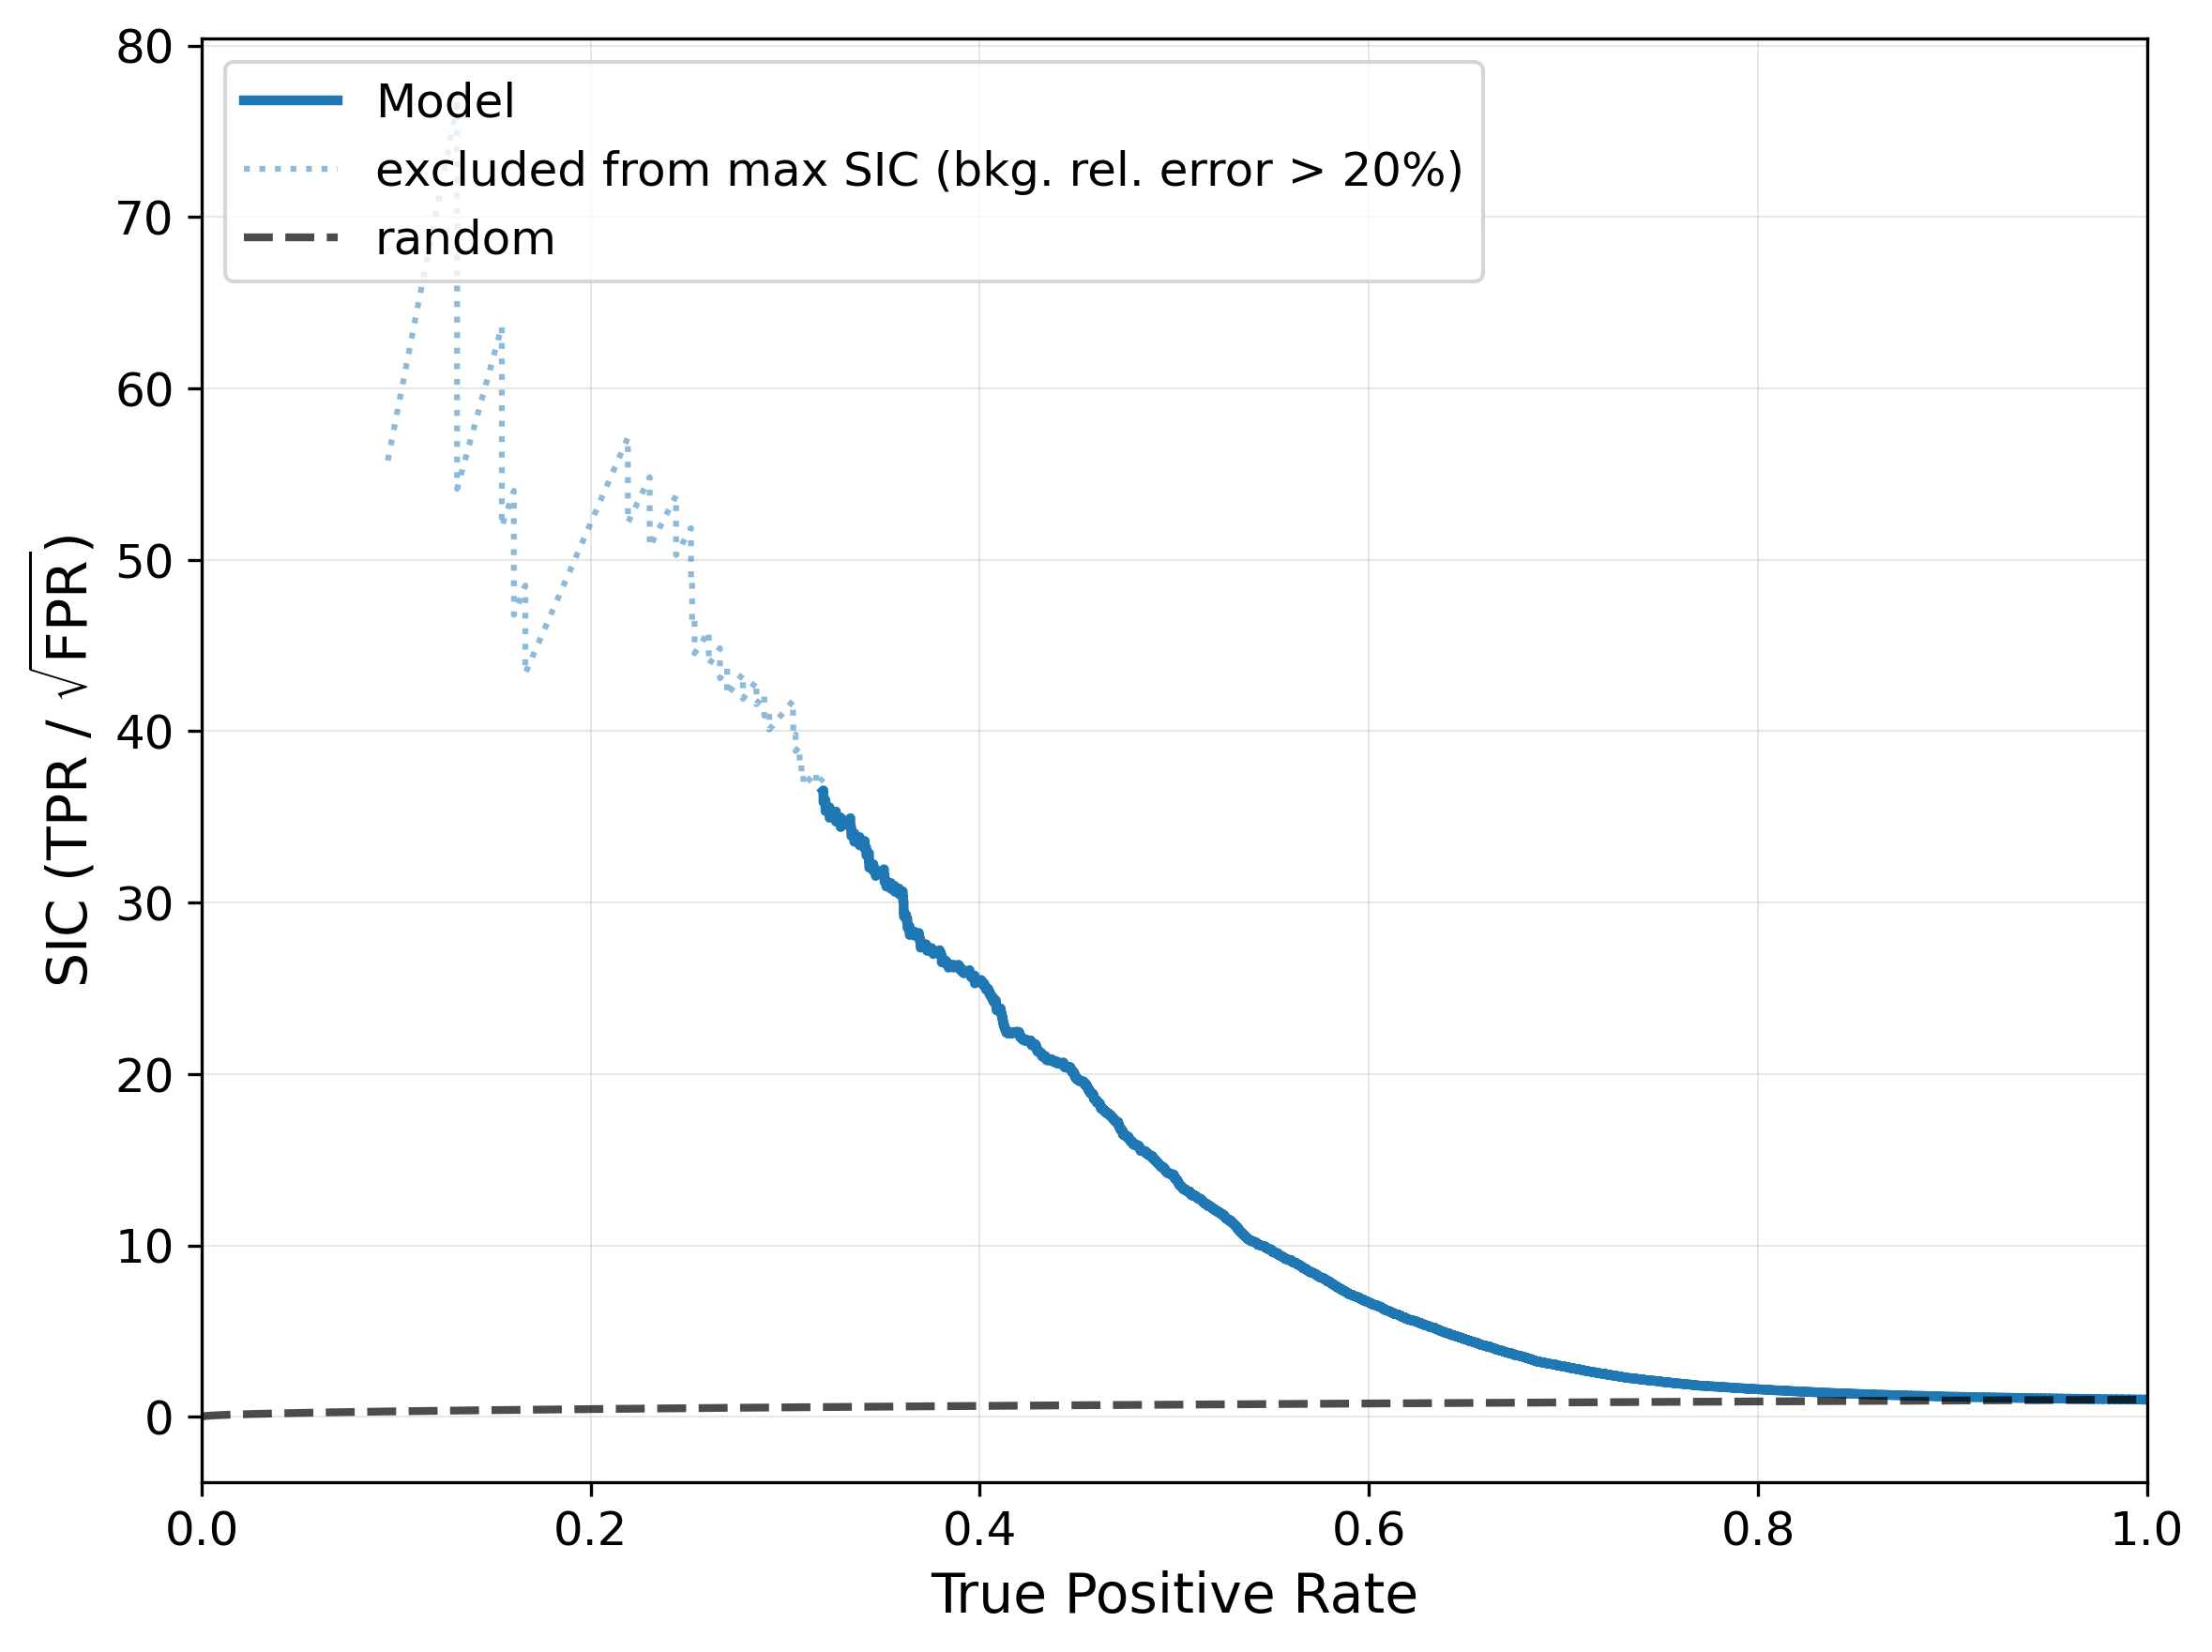 80
70
60
50
40
30
20
10
0
SIC (TPR / √FPR)
Model
excluded from max SIC (bkg. rel. error > 20%)
random
0.0 0.2 0.4 0.6 0.8 1.0
True Positive Rate